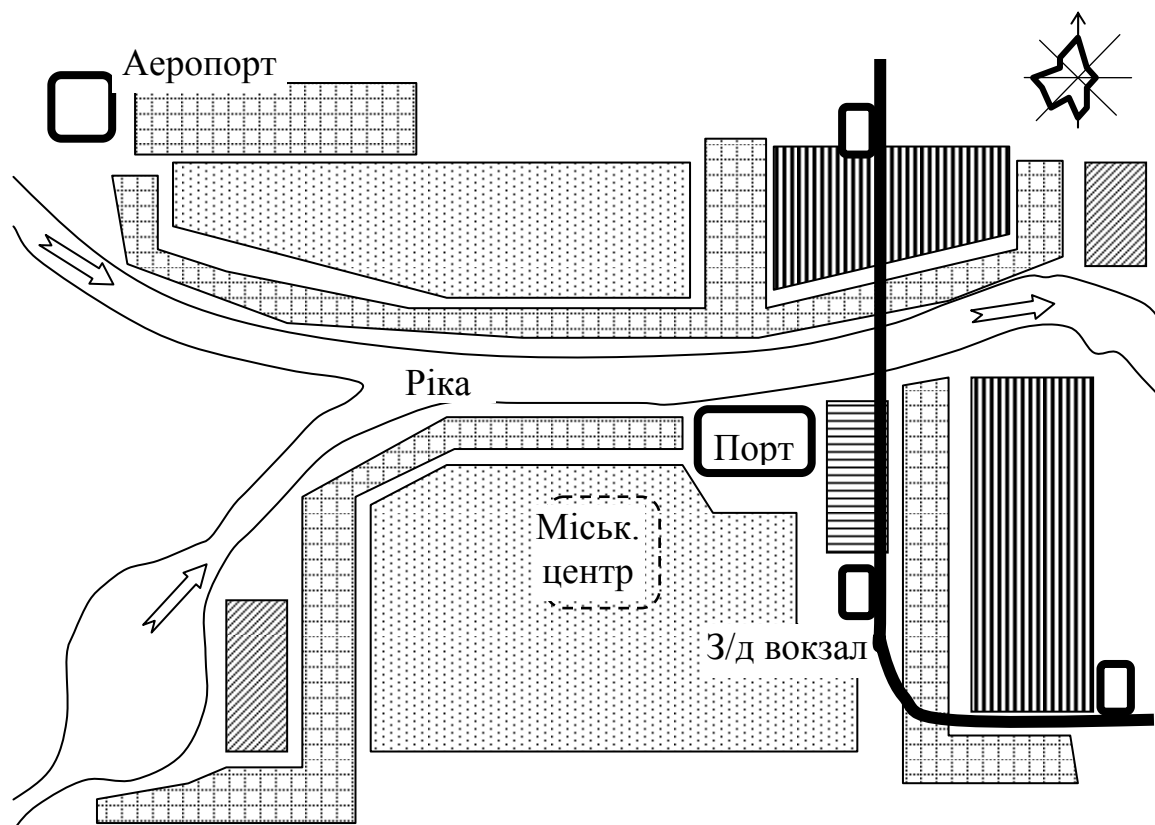 Аеропорт
Ріка
Порт
Міськ.
центр
З/д вокзал